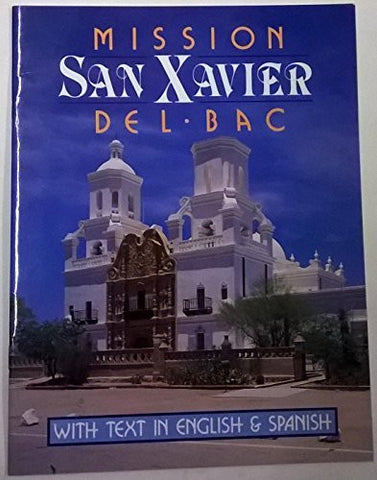 MISSION
SAN XAVIER
DEL·BAC
WITH TEXT IN ENGLISH & SPANISH